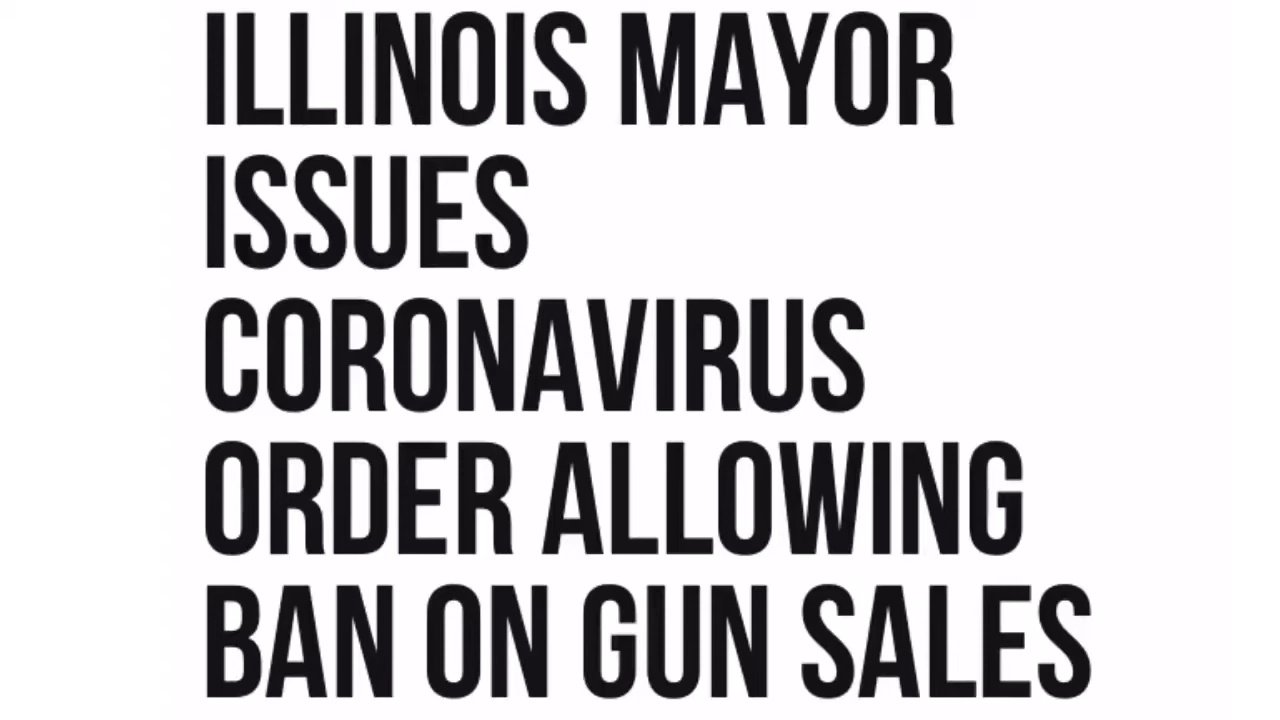 ILLINOIS MAYOR
ISSUES
CORONAVIRUS
ORDER ALLOWING
BAN ON GUN SALES